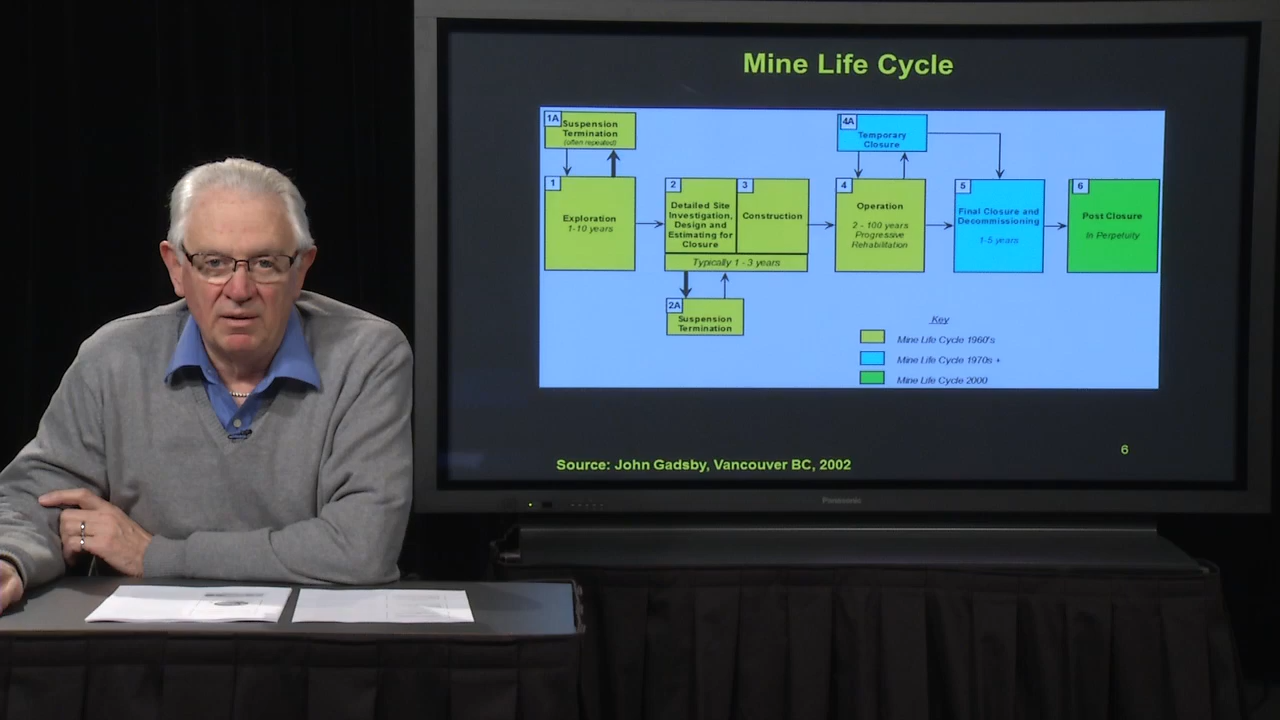 Mine Life Cycle
1A
Suspension
Termination
(often repeated)
4A
Temporary
Closure
1
Exploration
1-10 years
2
Detailed Site
Investigation,
Design and
Estimating for
Closure
3
Construction
Typically 1 - 3 years
4
Operation
2 - 100 years
Progressive
Rehabilitation
5
Final Closure and
Decommissioning
1-5 years
6
Post Closure
In Perpetuity
2A
Suspension
Termination
Key
Mine Life Cycle 1960's
Mine Life Cycle 1970s +
Mine Life Cycle 2000
6
Source: John Gadsby, Vancouver BC, 2002
Panasonic